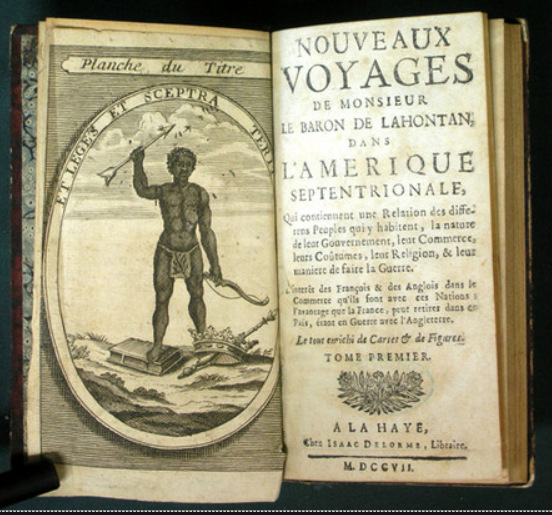 Planche du Titre
ET LEGES ET SCEPTRA TERIT
NOUVEAUX
VOYAGES
DE MONSIEUR
LE BARON DE LAHONTAN,
DANS
L'AMERIQUE
SEPTENTRIONALE,
Qui contiennent une Relation des diffe-
rens Peuples qui y habitent, la nature
de leur Gouvernement, leur Commerce,
leurs Coûtumes, leur Religion, & leur
maniere de faire la Guerre.
L'interêt des François & des Anglois dans le
Commerce qu'ils font avec ces Nations;
l'avantage que la France, peut retirer dans ce
Païs, étant en Guerre avec l'Angleterre.
Le tout enrichi de Cartes & de Figures.
TOME PREMIER.
A LA HAYE,
Chez ISAAC DELORME, Libraire.
M. DCCVII.